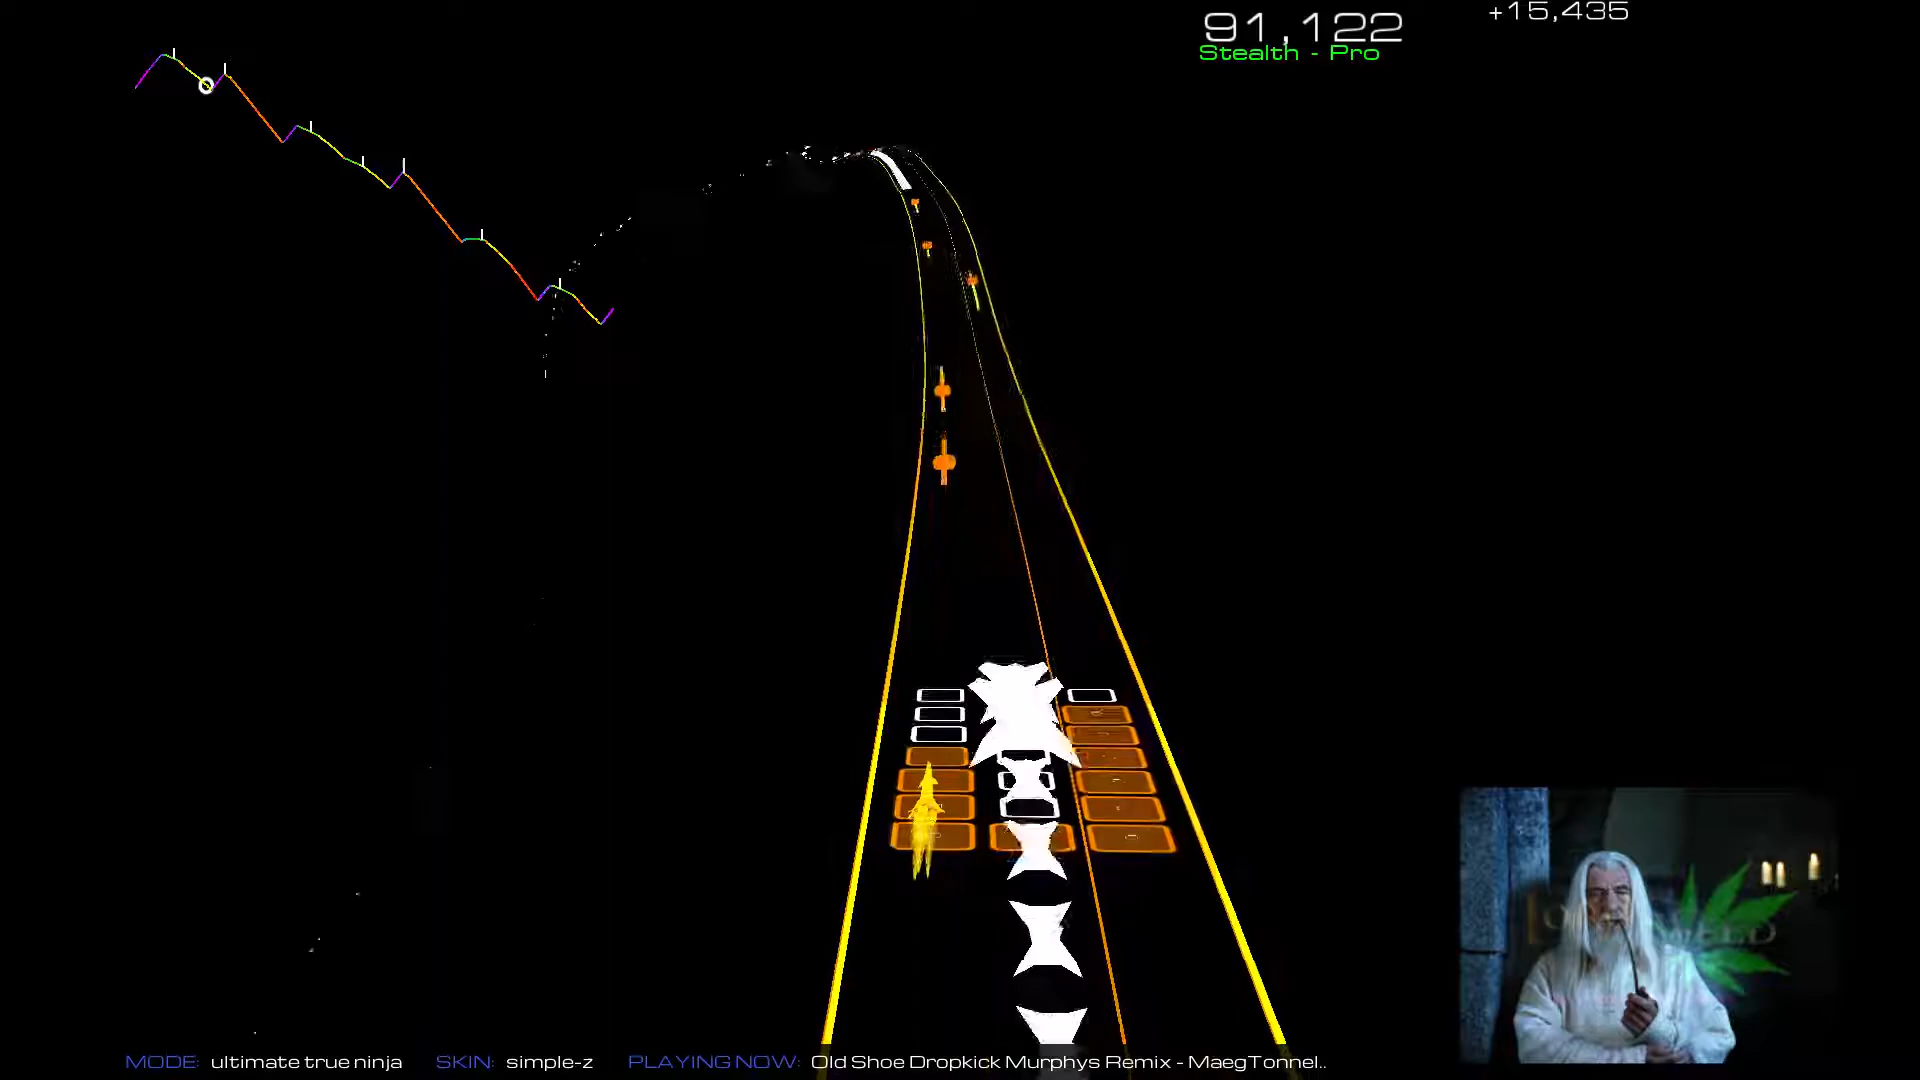 91,122
+15,435
Stealth - Pro
MODE: ultimate true ninja SKIN: simple-z PLAYING NOW: Old Shoe Dropkick Murphys Remix - MaegTonnel..